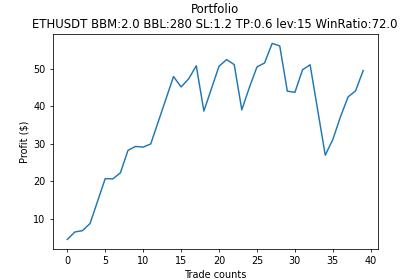 Portfolio
ETHUSDT BBM:2.0 BBL:280 SL:1.2 TP:0.6 lev:15 WinRatio:72.0
Profit ($)
50
40
30
20
10
0 5 10 15 20 25 30 35 40
Trade counts